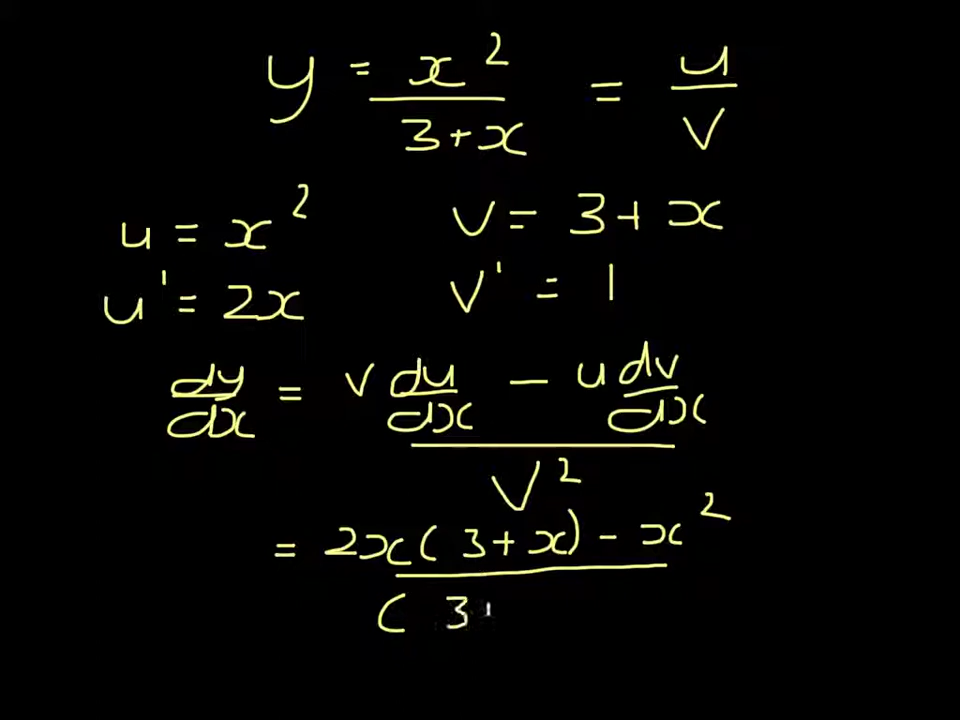 y = x² / 3+x = u / v
u = x² v = 3+x
u' = 2x v' = 1
dy/dx = v du/dx − u dv/dx
v²
= 2x(3+x) − x²
(3